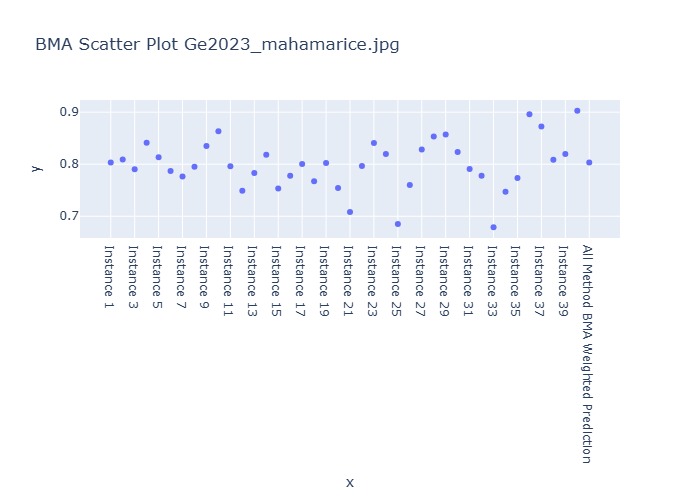 BMA Scatter Plot Ge2023_mahamarice.jpg
0.9
0.8
0.7
y
Instance 1
Instance 3
Instance 5
Instance 7
Instance 9
Instance 11
Instance 13
Instance 15
Instance 17
Instance 19
Instance 21
Instance 23
Instance 25
Instance 27
Instance 29
Instance 31
Instance 33
Instance 35
Instance 37
Instance 39
All Method BMA Weighted Prediction
x